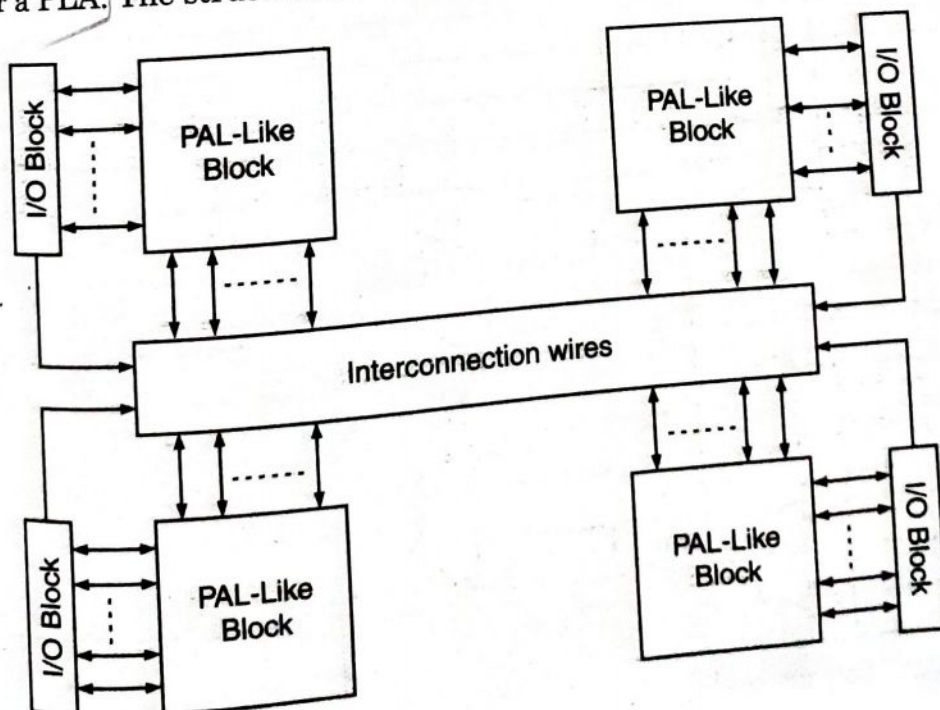 a PLA. The
I/O Block
PAL-Like
Block
PAL-Like
Block
I/O Block
Interconnection wires
I/O Block
PAL-Like
Block
PAL-Like
Block
I/O Block